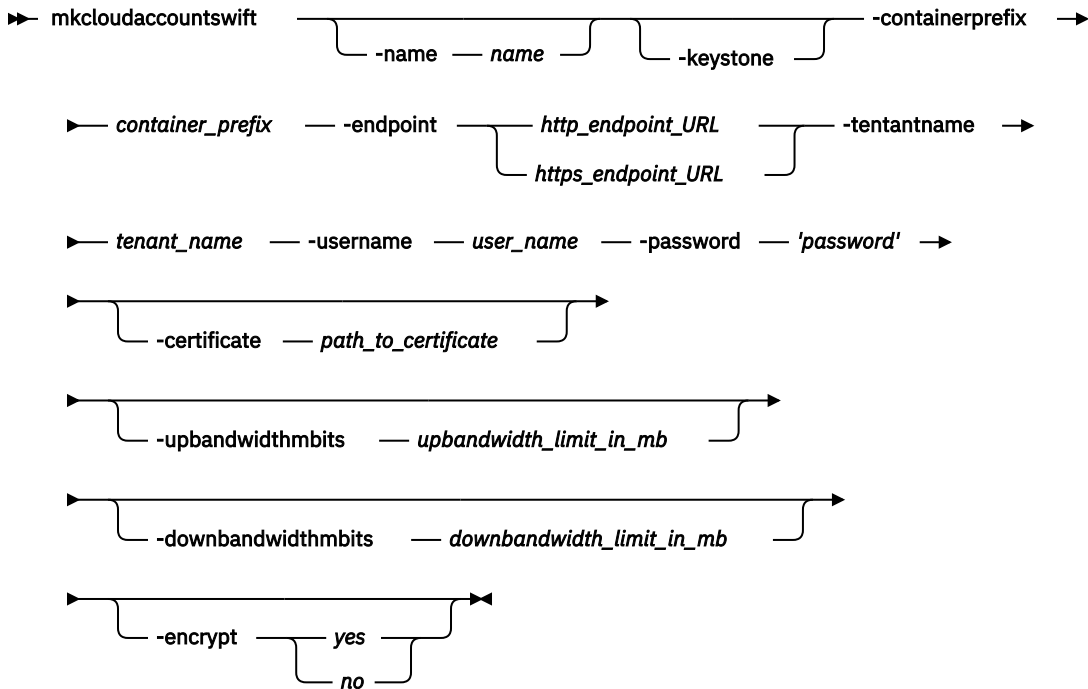 mkcloudaccountswift -containerprefix
-name name -keystone
container_prefix -endpoint http_endpoint_URL -tentantname
https_endpoint_URL
tenant_name -username user_name -password 'password'
-certificate path_to_certificate
-upbandwidthmbits upbandwidth_limit_in_mb
-downbandwidthmbits downbandwidth_limit_in_mb
-encrypt yes
no